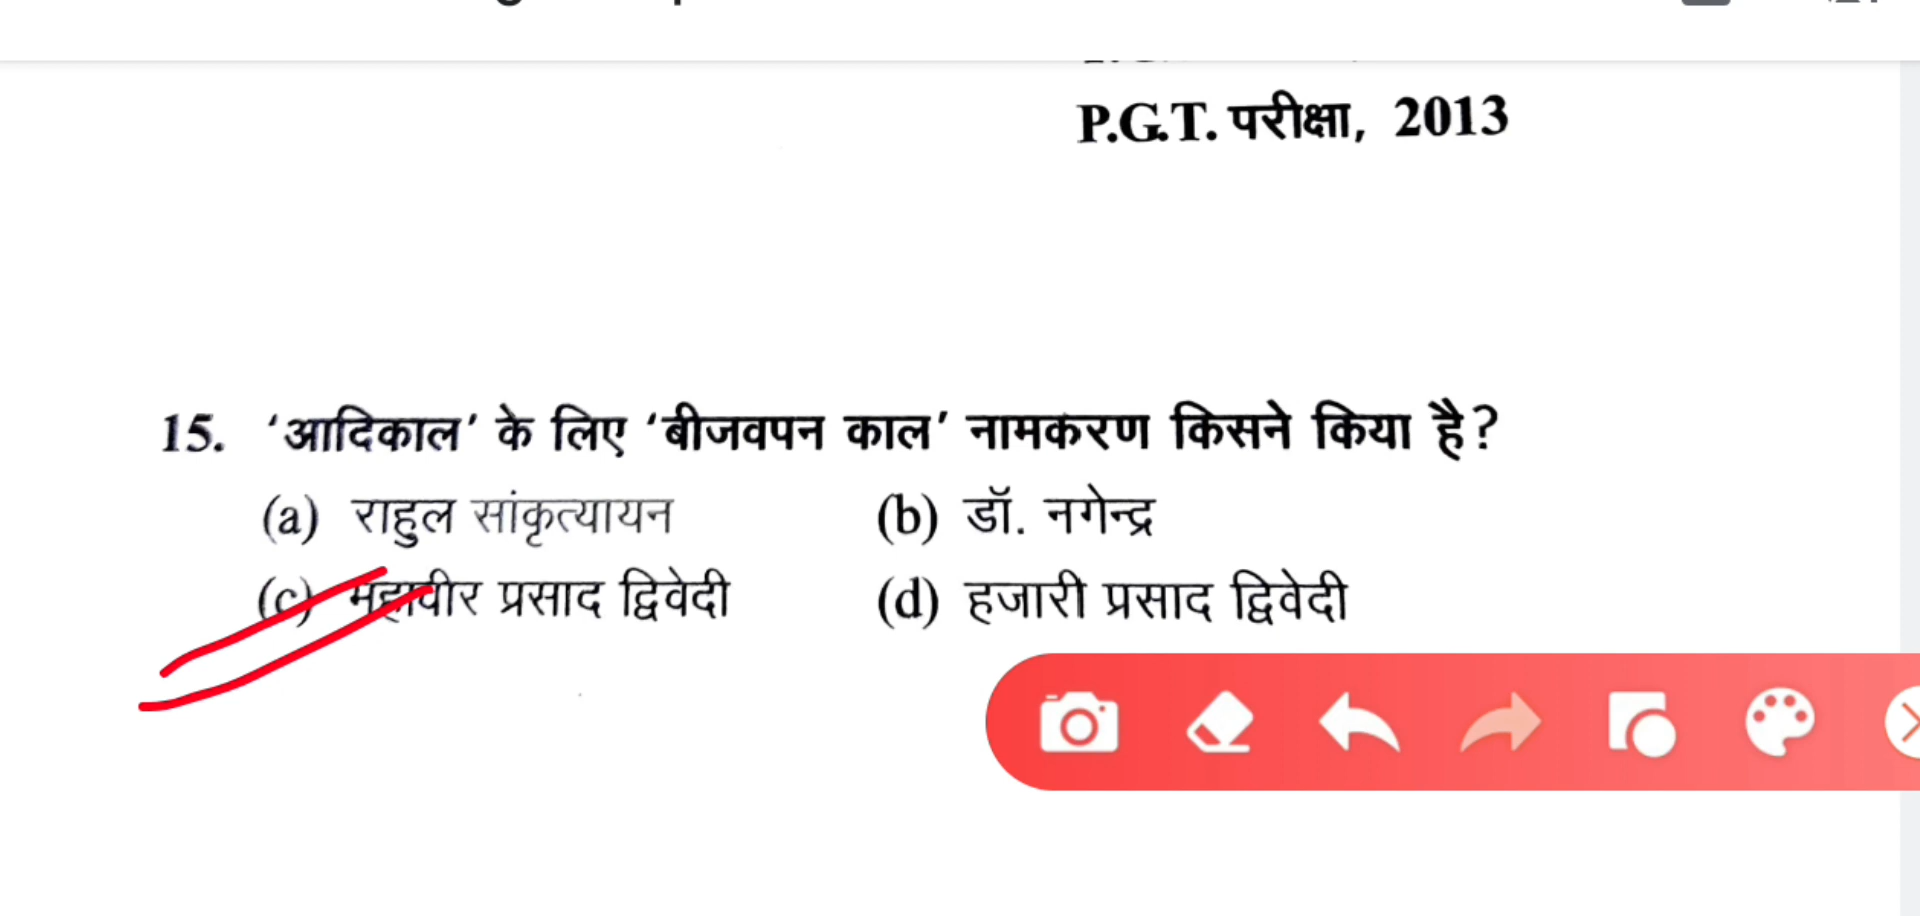 P.G.T. परीक्षा, 2013
15. 'आदिकाल' के लिए 'बीजवपन काल' नामकरण किसने किया है?
(a) राहुल सांकृत्यायन (b) डॉ. नगेन्द्र
(c) महावीर प्रसाद द्विवेदी (d) हजारी प्रसाद द्विवेदी